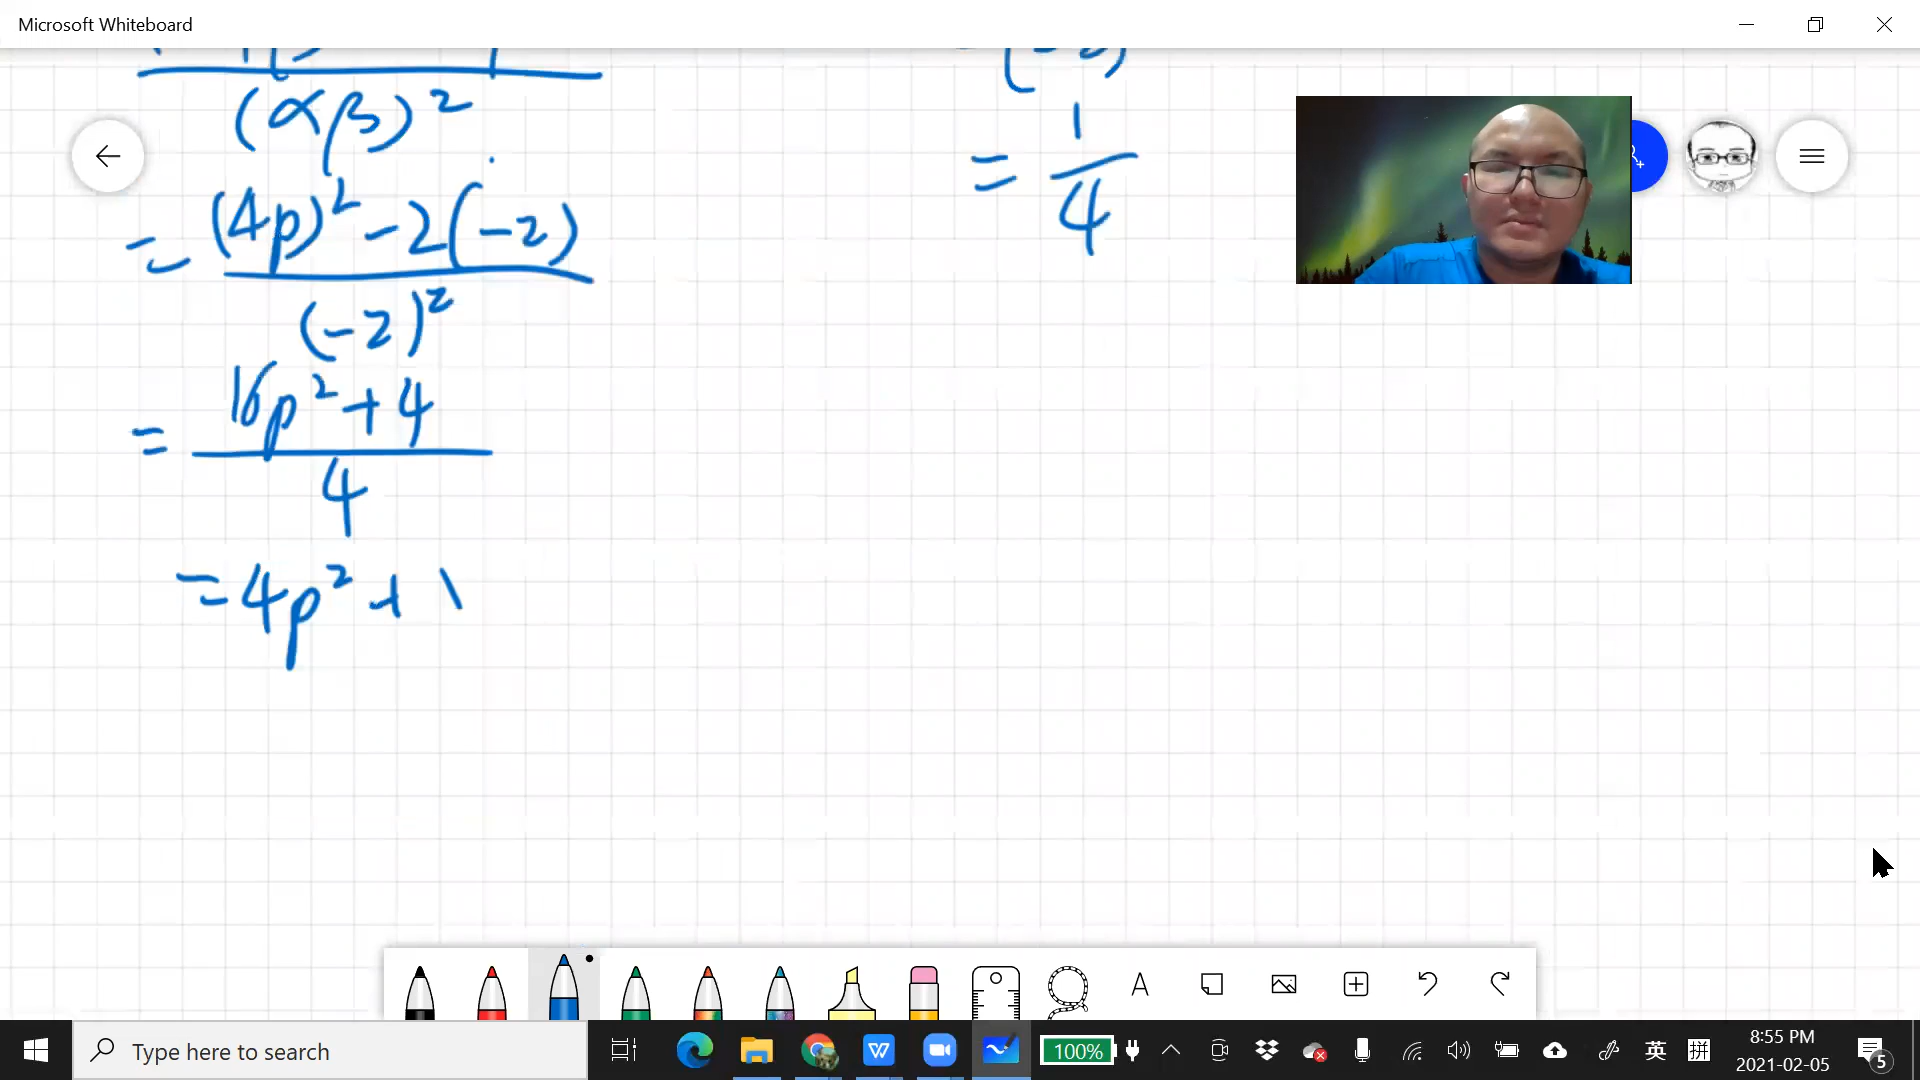 Microsoft Whiteboard
(αβ)²
= (4p)² - 2(-2)
(-2)²
= 16p² + 4
4
= 4p² + 1
= 1
4
A
Type here to search
100%
英
拼
8:55 PM
2021-02-05
5